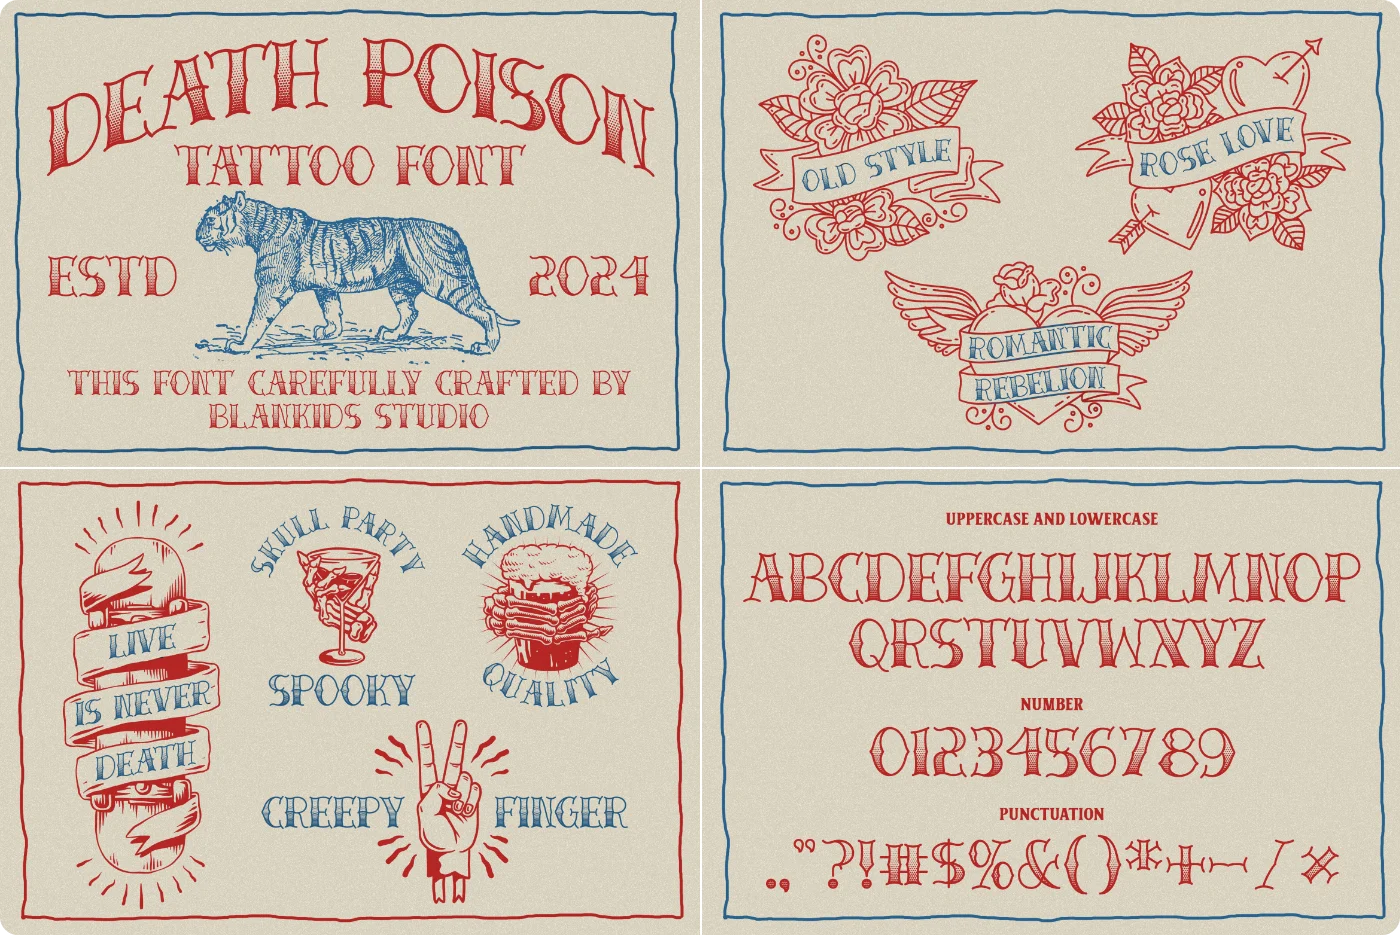 DEATH POISON
TATTOO FONT
ESTD 2024
THIS FONT CAREFULLY CRAFTED BY
BLANKIDS STUDIO
OLD STYLE
ROSE LOVE
ROMANTIC
REBELION
LIVE
IS NEVER
DEATH
SKULL PARTY
SPOOKY
HANDMADE
QUALITY
CREEPY FINGER
UPPERCASE AND LOWERCASE
ABCDEFGHIJKLMNOP
QRSTUVWXYZ
NUMBER
0123456789
PUNCTUATION
.,"?!#$%&()*+-/×